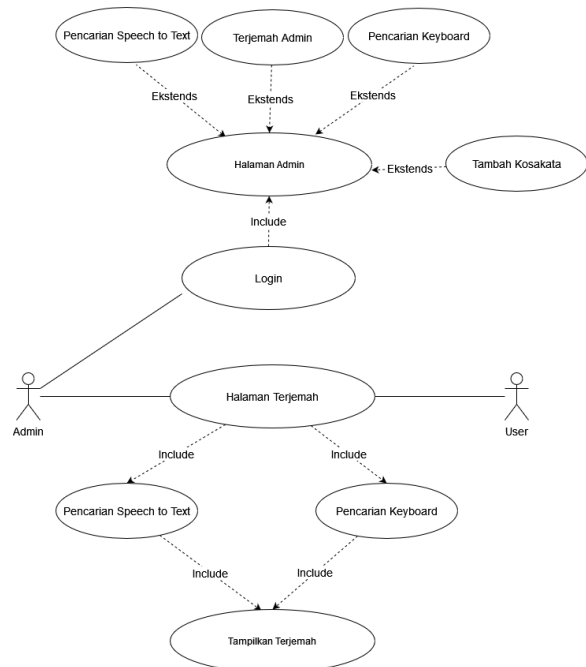 Pencarian Speech to Text
Terjemah Admin
Pencarian Keyboard
Ekstends
Ekstends
Ekstends
Halaman Admin
Ekstends
Tambah Kosakata
Include
Login
Halaman Terjemah
Admin
User
Include
Include
Pencarian Speech to Text
Pencarian Keyboard
Include
Include
Tampilkan Terjemah